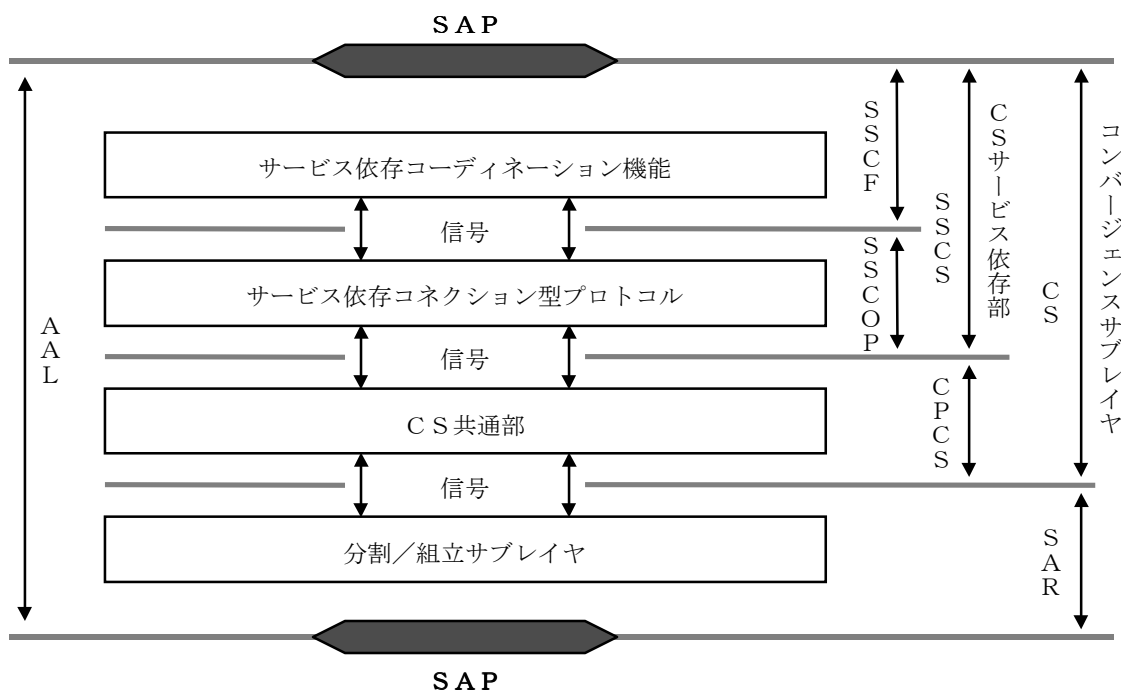 ＳＡＰ
サービス依存コーディネーション機能
信号
サービス依存コネクション型プロトコル
信号
ＣＳ共通部
信号
分割／組立サブレイヤ
ＡＡＬ
ＳＳＣＦ
ＳＳＣＯＰ
ＳＳＣＳ
ＣＳサービス依存部
ＣＰＣＳ
ＣＳ
コンバージェンスサブレイヤ
ＳＡＲ
ＳＡＰ